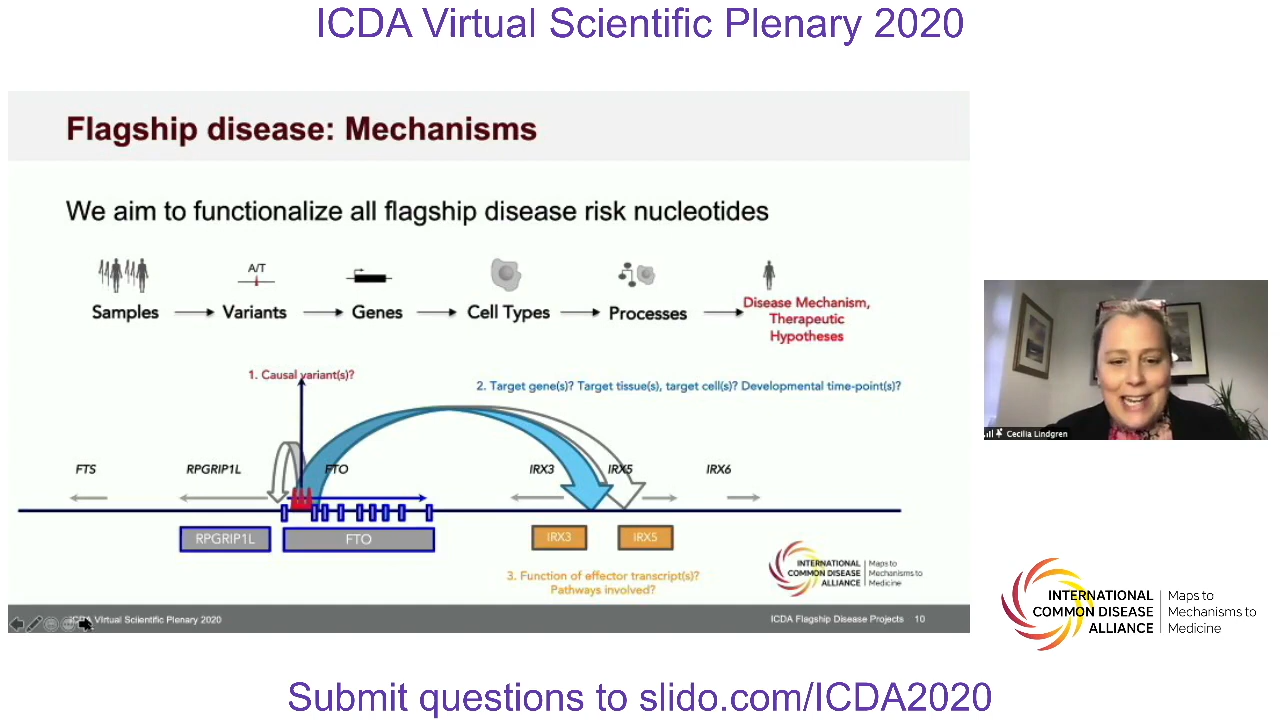 ICDA Virtual Scientific Plenary 2020
Flagship disease: Mechanisms
We aim to functionalize all flagship disease risk nucleotides
A/T
Samples
Variants
Genes
Cell Types
Processes
Disease Mechanism,
Therapeutic
Hypotheses
1. Causal variant(s)?
2. Target gene(s)? Target tissue(s), target cell(s)? Developmental time-point(s)?
FTS
RPGRIP1L
FTO
IRX3
IRX5
IRX6
RPGRIP1L
FTO
IRX3
IRX5
3. Function of effector transcript(s)?
Pathways involved?
INTERNATIONAL
COMMON DISEASE
ALLIANCE
Maps to
Mechanisms to
Medicine
ICDA Virtual Scientific Plenary 2020
ICDA Flagship Disease Projects 10
Cecilia Lindgren
INTERNATIONAL
COMMON DISEASE
ALLIANCE
Maps to
Mechanisms to
Medicine
Submit questions to slido.com/ICDA2020